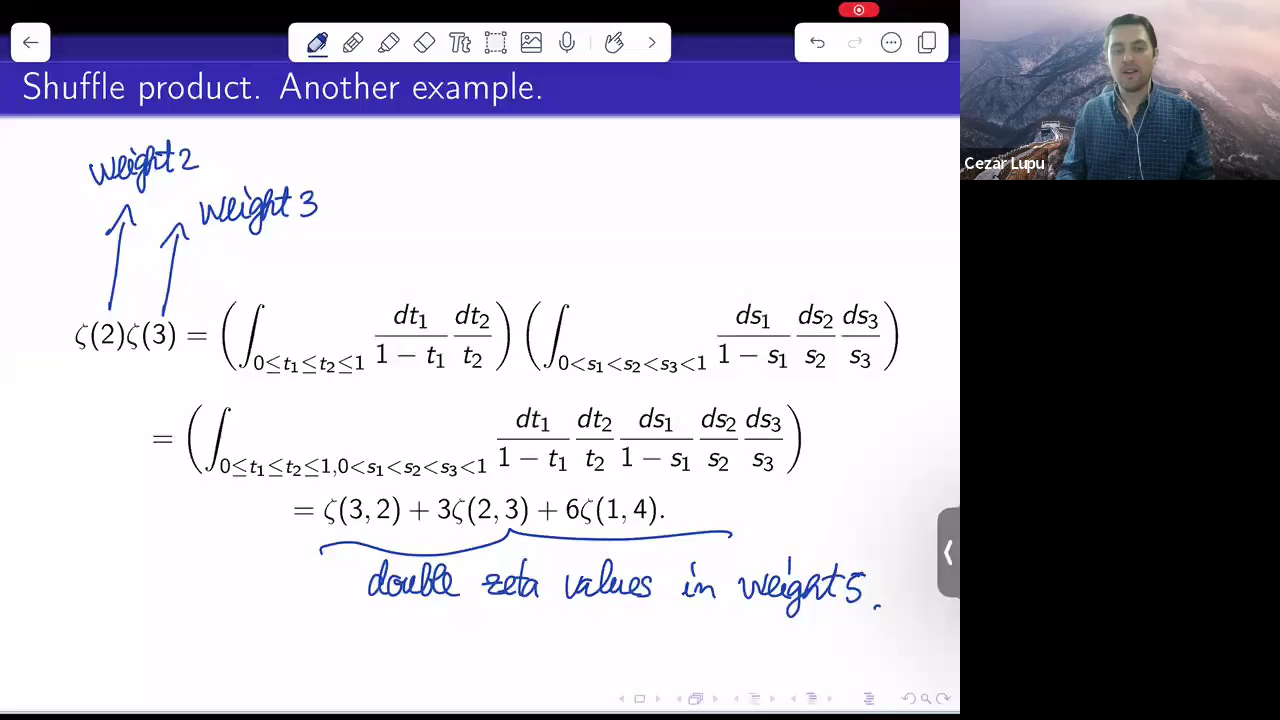 Shuffle product. Another example.
weight 2
weight 3
ζ(2)ζ(3) = (∫_{0≤t₁≤t₂≤1} dt₁/(1 − t₁) dt₂/t₂) (∫_{0<s₁<s₂<s₃<1} ds₁/(1 − s₁) ds₂/s₂ ds₃/s₃)
= (∫_{0≤t₁≤t₂≤1,0<s₁<s₂<s₃<1} dt₁/(1 − t₁) dt₂/t₂ ds₁/(1 − s₁) ds₂/s₂ ds₃/s₃)
= ζ(3, 2) + 3ζ(2, 3) + 6ζ(1, 4).
double zeta values in weight 5.
Cezar Lupu
Tt